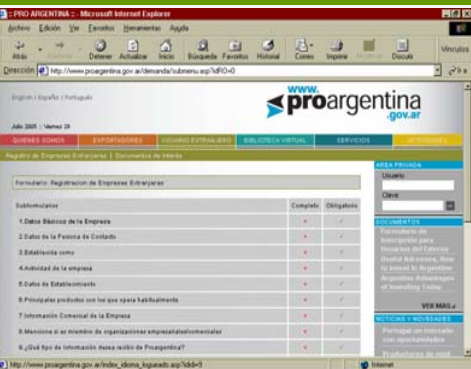 :: PRO ARGENTINA :: - Microsoft Internet Explorer
Archivo Edición Ver Favoritos Herramientas Ayuda
Atrás Detener Actualizar Inicio Búsqueda Favoritos Historial Correo Imprimir Discutir
Vínculos
Dirección http://www.proargentina.gov.ar/demanda/submenu.asp?idRO=0
English | Español | Português
www.
proargentina
.gov.ar
Julio 2005 :: Viernes 29
QUIENES SOMOS EXPORTADORES USUARIO EXTRANJERO BIBLIOTECA VIRTUAL SERVICIOS ACTIVIDADES
Registro de Empresas Extranjeras | Documentos de Interés
AREA PRIVADA
Usuario
Clave
Formulario: Registracion de Empresas Extranjeras
Subformularios Completo Obligatorio
1.Datos Básicos de la Empresa
2.Datos de la Persona de Contacto
3.Establecida como
4.Actividad de la empresa
5.Datos de Establecimiento
6.Principales productos con los que opera habitualmente
7.Información Comercial de la Empresa
8.Mencione si es miembro de organizaciones empresariales/comerciales
9.¿Qué tipo de información desea recibir de Proargentina?
DOCUMENTOS
Formulario de
Inscripción para
Usuarios del Exterior
Useful Adresses, How
to Invest in Argentine
Argentine Advantages
of Investing Today
VER MAS
NOTICIAS Y NOVEDADES
Portugal: un mercado
con oportunidades
Productores de miel
http://www.proargentina.gov.ar/index_idioma_logueado.asp?idid=9
Internet